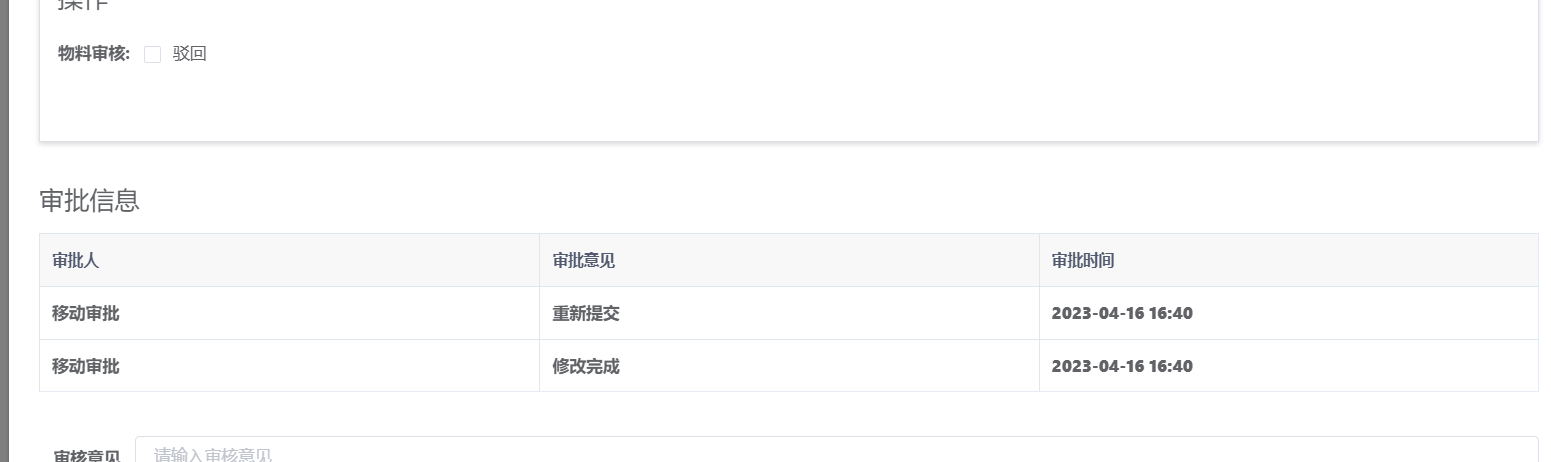 操作
物料审核: 驳回
审批信息
审批人 审批意见 审批时间
移动审批 重新提交 2023-04-16 16:40
移动审批 修改完成 2023-04-16 16:40
审核意见 请输入审核意见